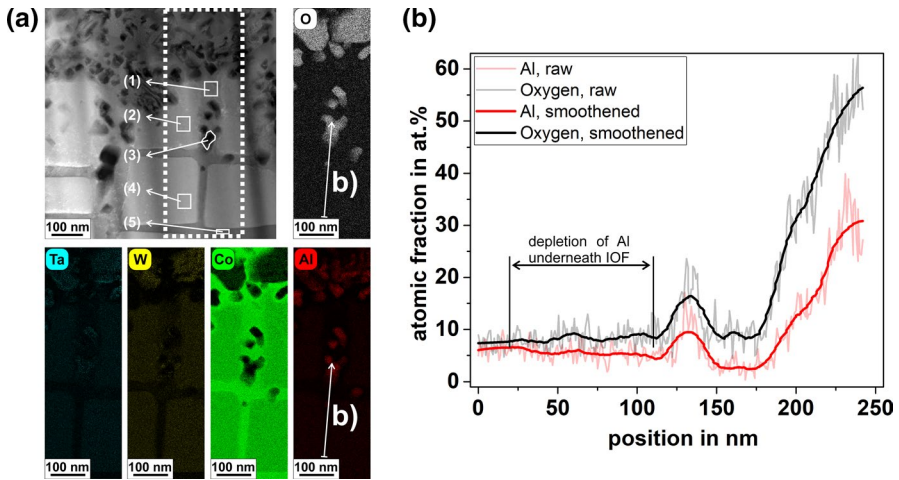 (a)
(1)
(2)
(3)
(4)
(5)
100 nm
O
b)
100 nm
Ta
100 nm
W
100 nm
Co
100 nm
Al
b)
100 nm
(b)
atomic fraction in at.%
60
50
40
30
20
10
0
Al, raw
Oxygen, raw
Al, smoothened
Oxygen, smoothened
depletion of Al
underneath IOF
0
50
100
150
200
250
position in nm